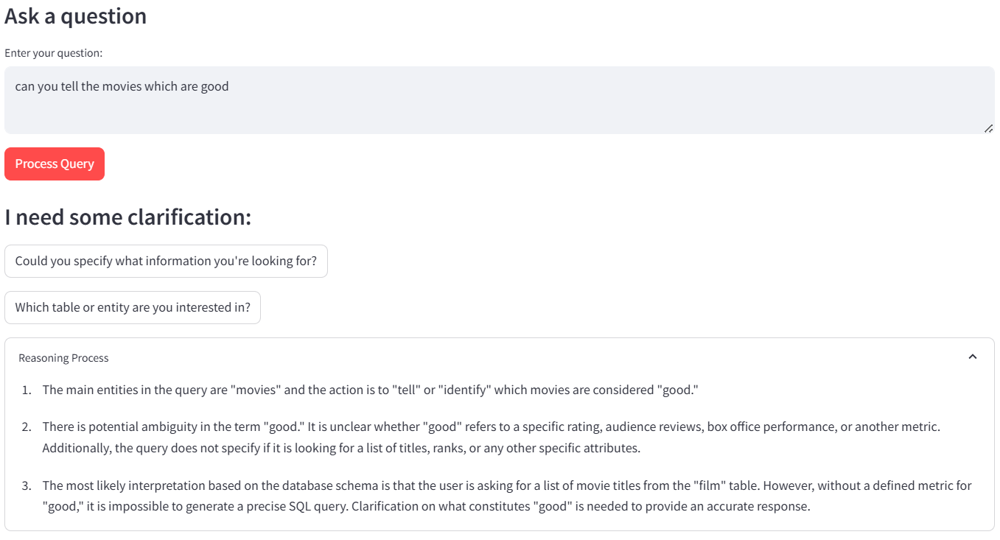 Ask a question
Enter your question:
can you tell the movies which are good
Process Query
I need some clarification:
Could you specify what information you're looking for?
Which table or entity are you interested in?
Reasoning Process
1. The main entities in the query are "movies" and the action is to "tell" or "identify" which movies are considered "good."
2. There is potential ambiguity in the term "good." It is unclear whether "good" refers to a specific rating, audience reviews, box office performance, or another metric.
Additionally, the query does not specify if it is looking for a list of titles, ranks, or any other specific attributes.
3. The most likely interpretation based on the database schema is that the user is asking for a list of movie titles from the "film" table. However, without a defined metric for
"good," it is impossible to generate a precise SQL query. Clarification on what constitutes "good" is needed to provide an accurate response.